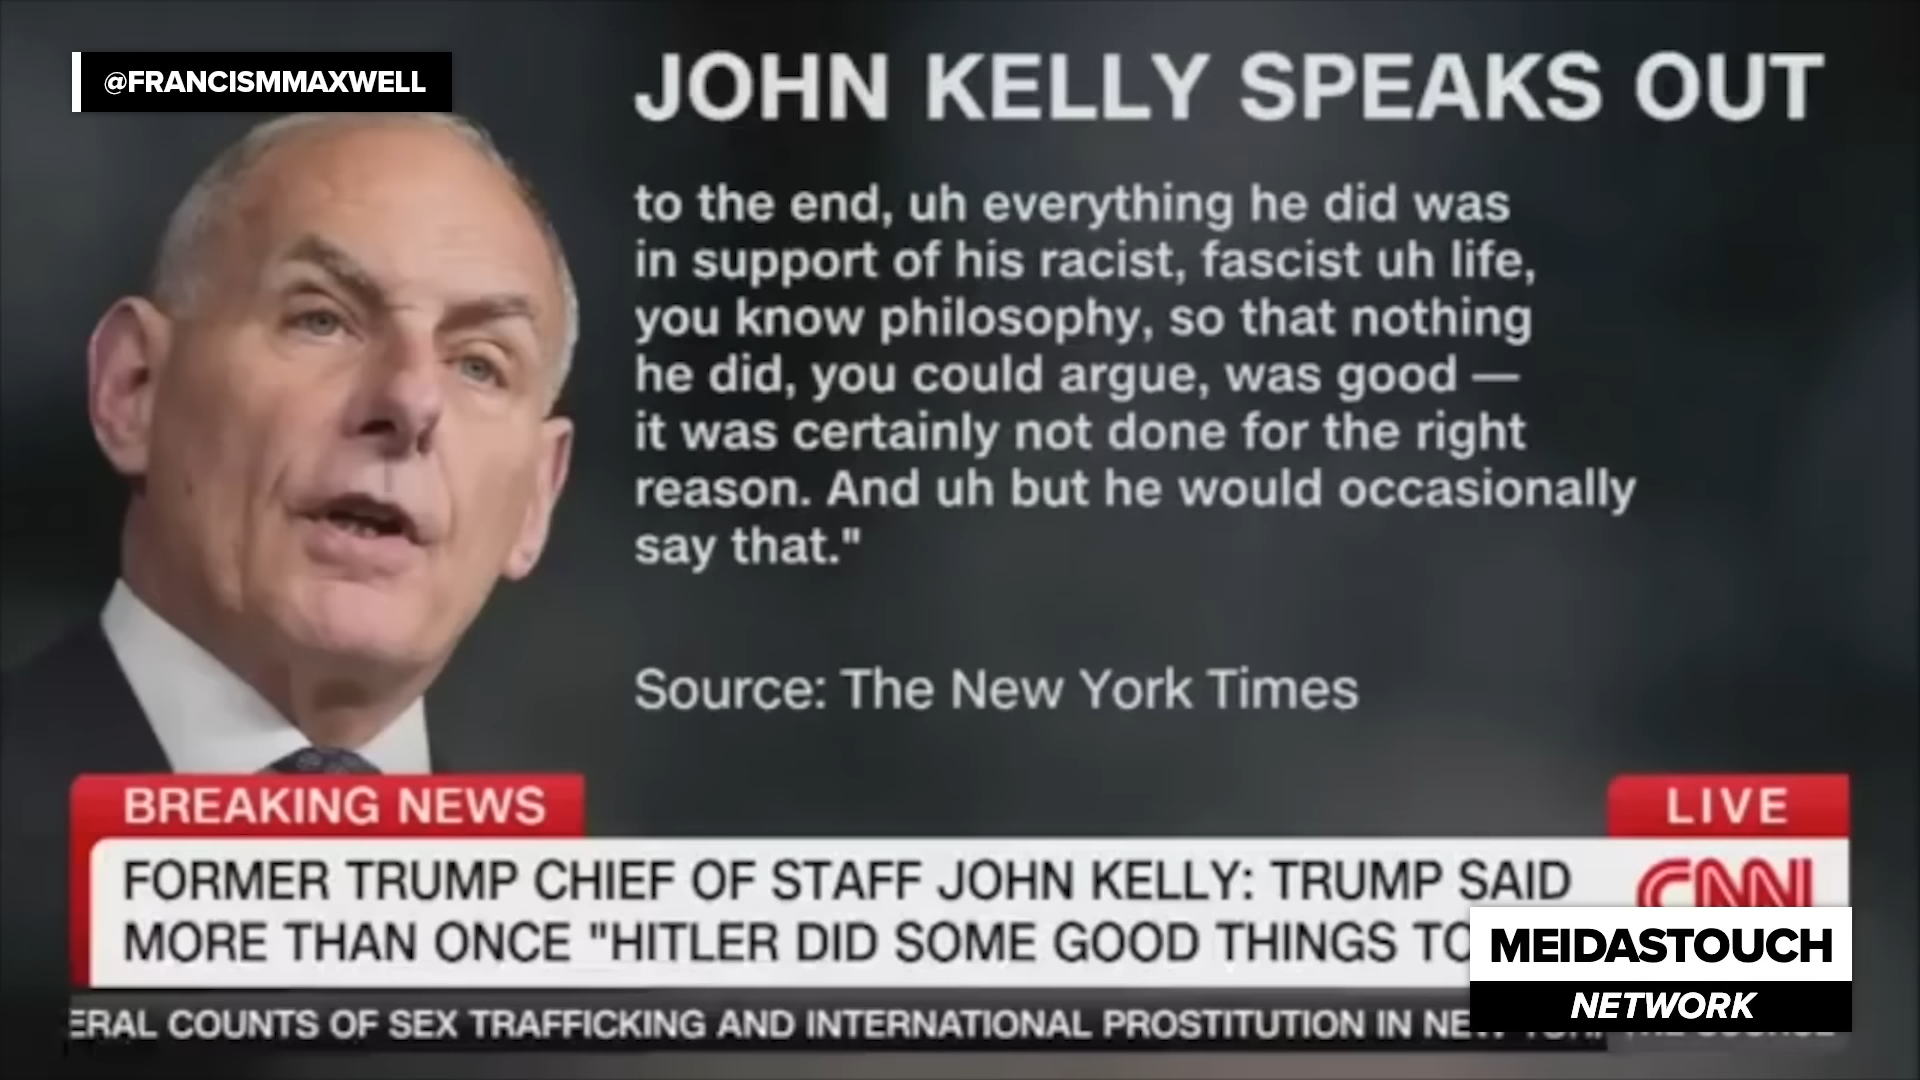 @FRANCISMMAXWELL
JOHN KELLY SPEAKS OUT
to the end, uh everything he did was
in support of his racist, fascist uh life,
you know philosophy, so that nothing
he did, you could argue, was good —
it was certainly not done for the right
reason. And uh but he would occasionally
say that."
Source: The New York Times
BREAKING NEWS
LIVE
FORMER TRUMP CHIEF OF STAFF JOHN KELLY: TRUMP SAID
MORE THAN ONCE "HITLER DID SOME GOOD THINGS TO
CNN
MEIDASTOUCH
NETWORK
ERAL COUNTS OF SEX TRAFFICKING AND INTERNATIONAL PROSTITUTION IN NEW